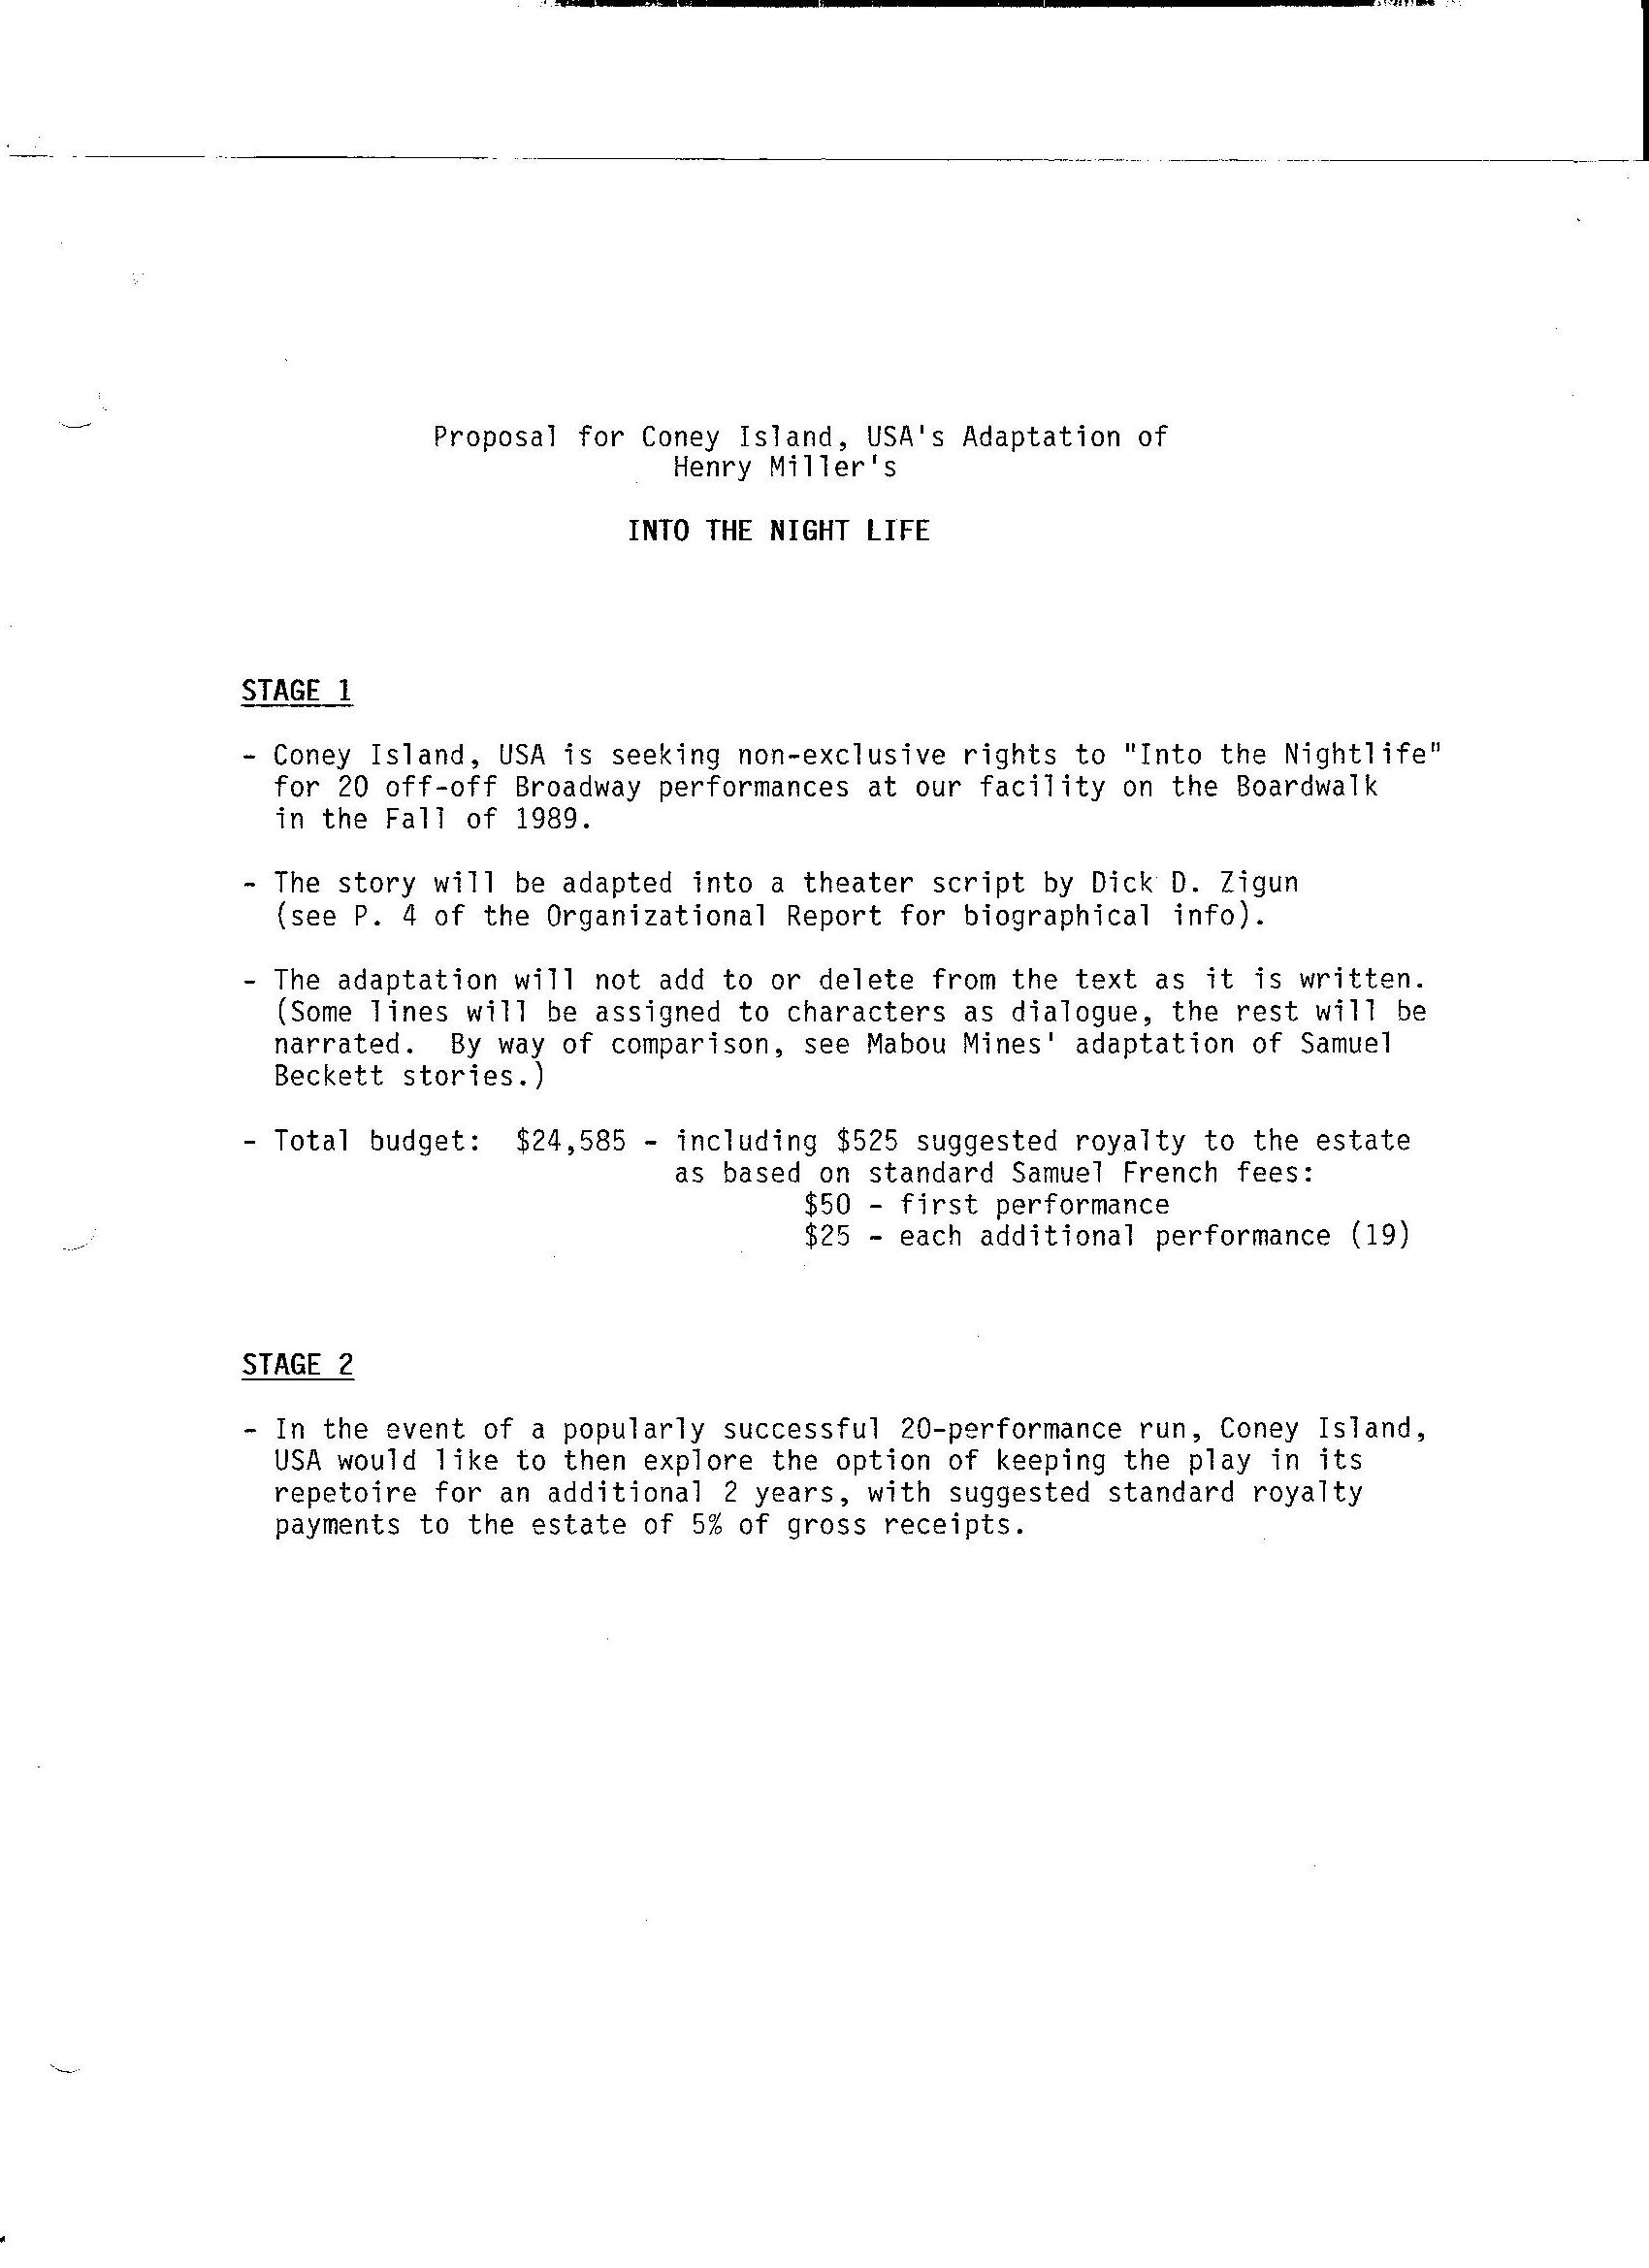 Proposal for Coney Island, USA's Adaptation of
Henry Miller's
INTO THE NIGHT LIFE
STAGE 1
- Coney Island, USA is seeking non-exclusive rights to "Into the Nightlife"
for 20 off-off Broadway performances at our facility on the Boardwalk
in the Fall of 1989.
- The story will be adapted into a theater script by Dick D. Zigun
(see P. 4 of the Organizational Report for biographical info).
- The adaptation will not add to or delete from the text as it is written.
(Some lines will be assigned to characters as dialogue, the rest will be
narrated.  By way of comparison, see Mabou Mines' adaptation of Samuel
Beckett stories.)
- Total budget:  $24,585 - including $525 suggested royalty to the estate
as based on standard Samuel French fees:
$50 - first performance
$25 - each additional performance (19)
STAGE 2
- In the event of a popularly successful 20-performance run, Coney Island,
USA would like to then explore the option of keeping the play in its
repetoire for an additional 2 years, with suggested standard royalty
payments to the estate of 5% of gross receipts.